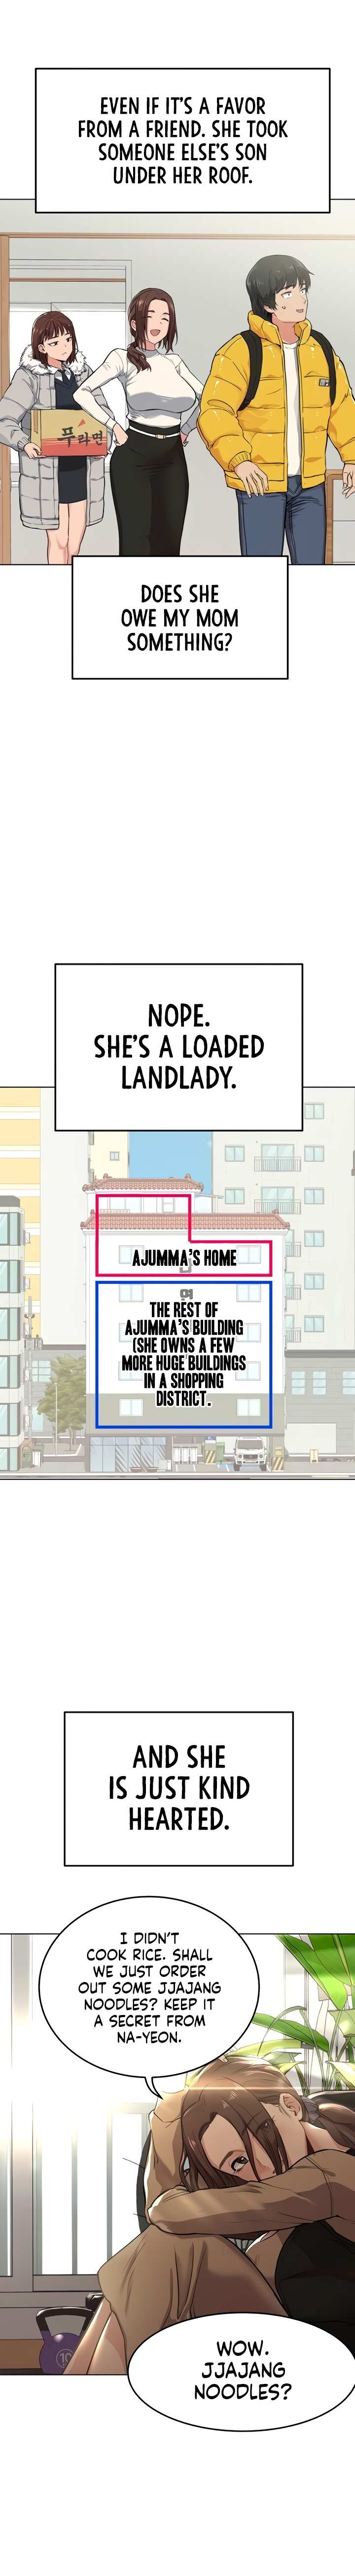 EVEN IF IT'S A FAVOR
FROM A FRIEND. SHE TOOK
SOMEONE ELSE'S SON
UNDER HER ROOF.
푸라면
DOES SHE
OWE MY MOM
SOMETHING?
NOPE.
SHE'S A LOADED
LANDLADY.
AJUMMA'S HOME
THE REST OF
AJUMMA'S BUILDING
(SHE OWNS A FEW
MORE HUGE BUILDINGS
IN A SHOPPING
DISTRICT.
AND SHE
IS JUST KIND
HEARTED.
I DIDN'T
COOK RICE. SHALL
WE JUST ORDER
OUT SOME JJAJANG
NOODLES? KEEP IT
A SECRET FROM
NA-YEON.
10
WOW.
JJAJANG
NOODLES?